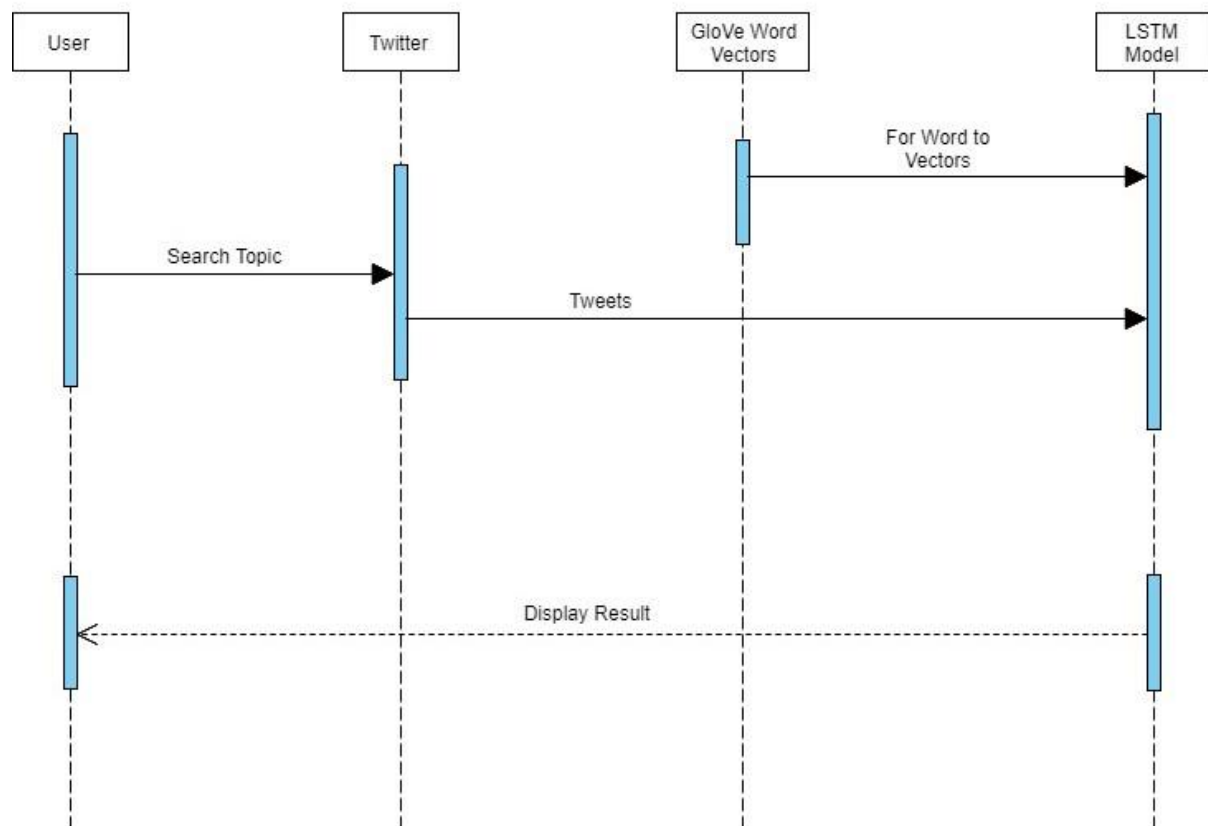 User
Twitter
GloVe Word
Vectors
LSTM
Model
For Word to
Vectors
Search Topic
Tweets
Display Result